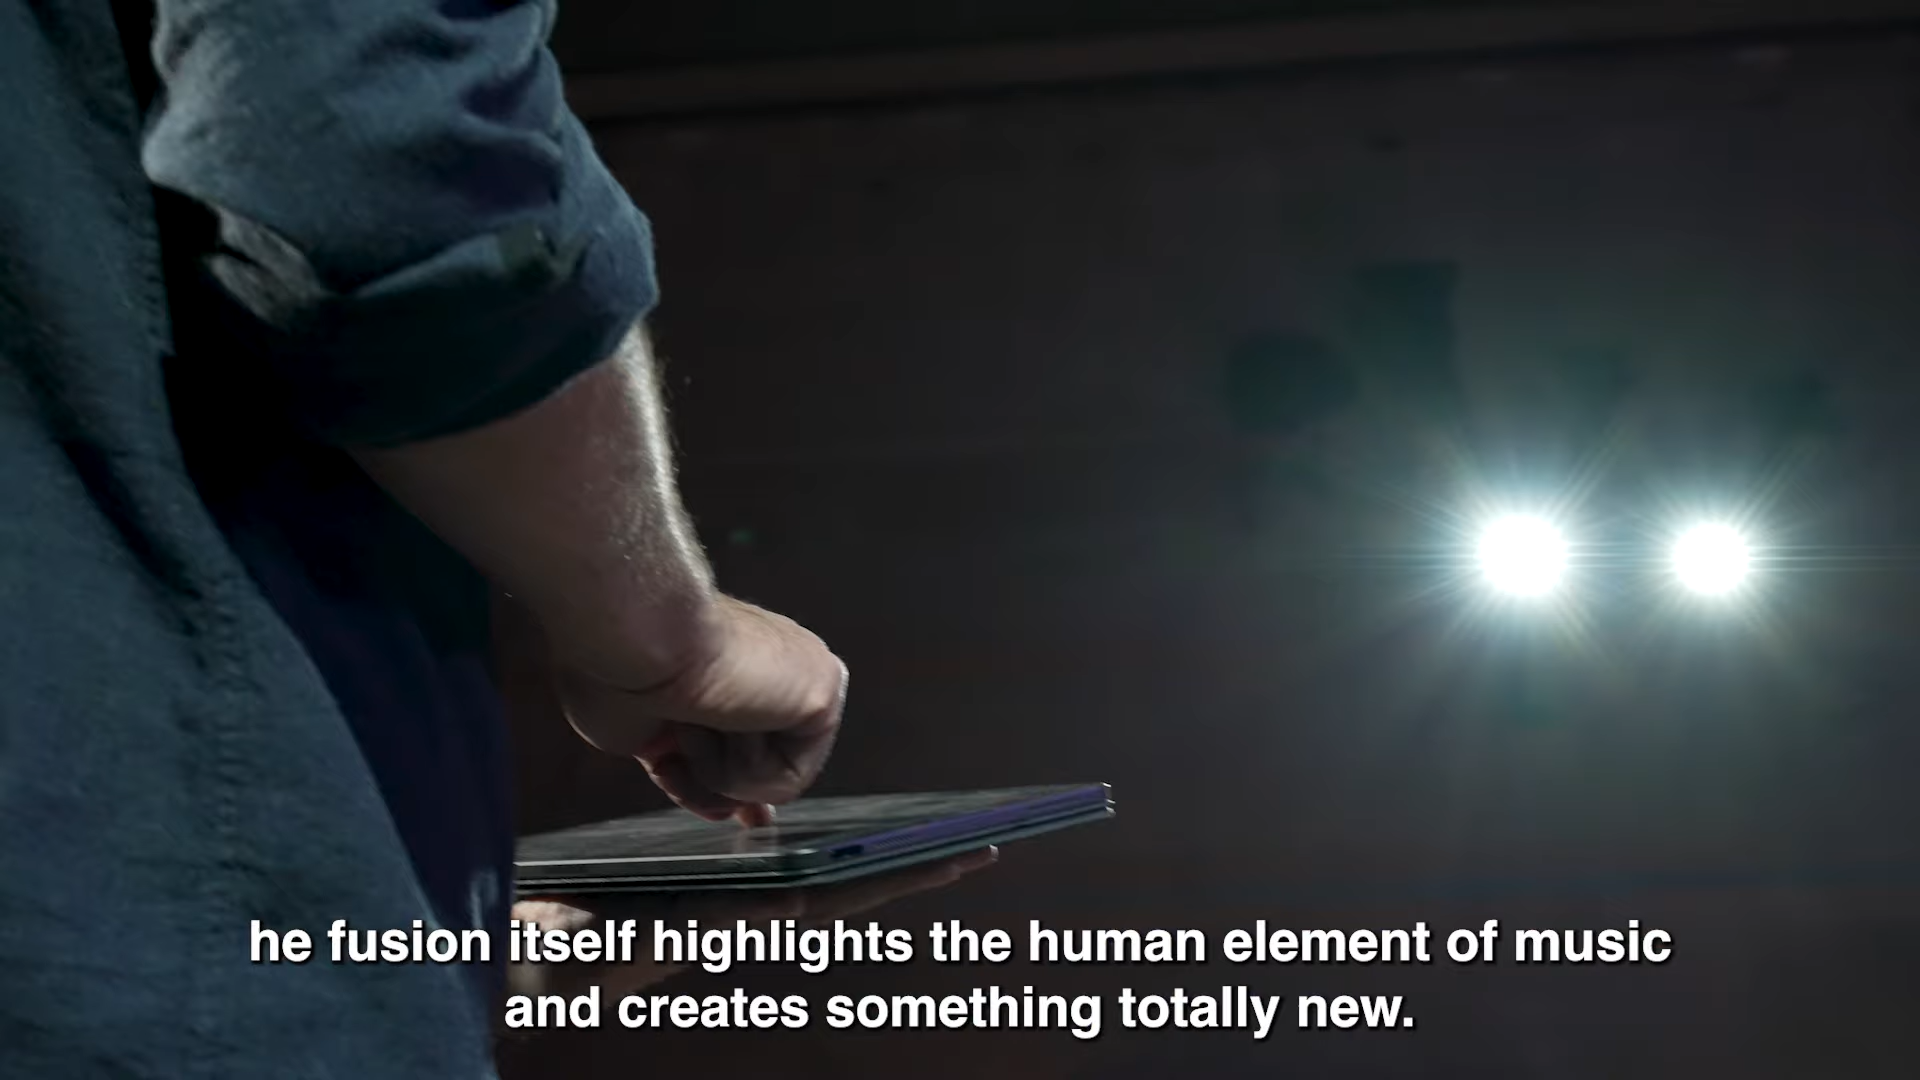 he fusion itself highlights the human element of music
and creates something totally new.